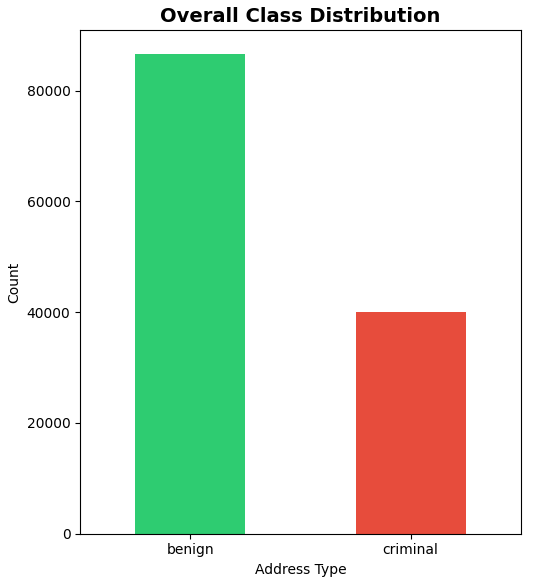 Overall Class Distribution
80000
60000
40000
20000
0
Count
benign
criminal
Address Type